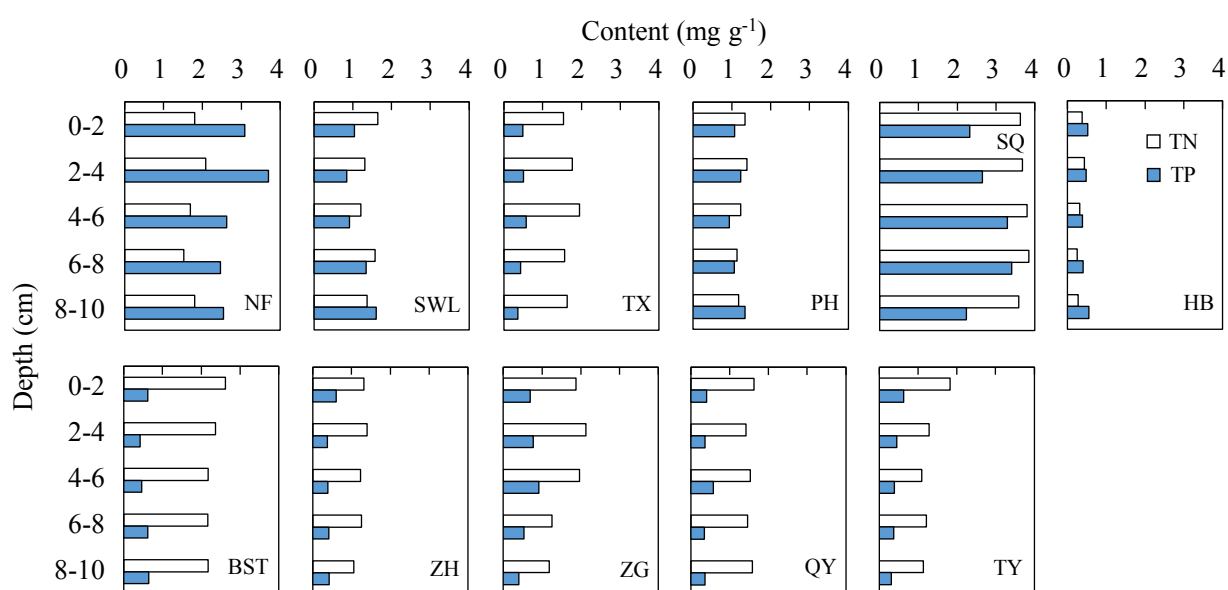 Content (mg g⁻¹)
0 1 2 3 4 0 1 2 3 4 0 1 2 3 4 0 1 2 3 4 0 1 2 3 4 0 1 2 3 4
0-2
2-4
4-6
6-8
8-10
Depth (cm)
NF
SWL
TX
PH
SQ
HB
TN
TP
0-2
2-4
4-6
6-8
8-10
BST
ZH
ZG
QY
TY